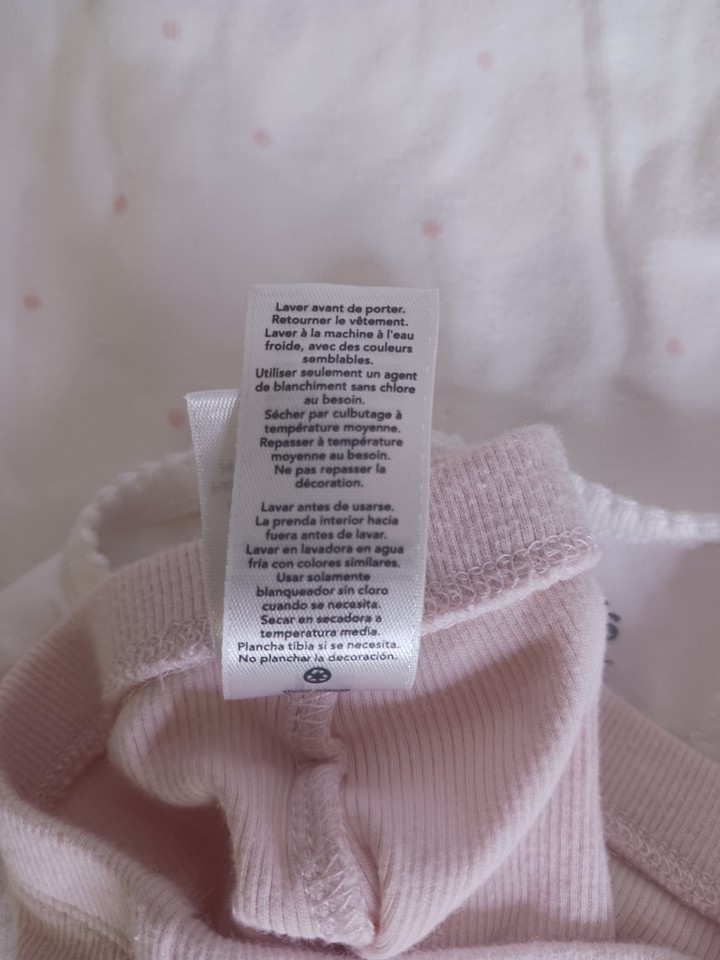 Laver avant de porter.
Retourner le vêtement.
Laver à la machine à l'eau
froide, avec des couleurs
semblables.
Utiliser seulement un agent
de blanchiment sans chlore
au besoin.
Sécher par culbutage à
température moyenne.
Repasser à température
moyenne au besoin.
Ne pas repasser la
décoration.
Lavar antes de usarse.
La prenda interior hacia
fuera antes de lavar.
Lavar en lavadora en agua
fría con colores similares.
Usar solamente
blanqueador sin cloro
cuando se necesita.
Secar en secadora a
temperatura media.
Plancha tibia si se necesita.
No planchar la decoración.